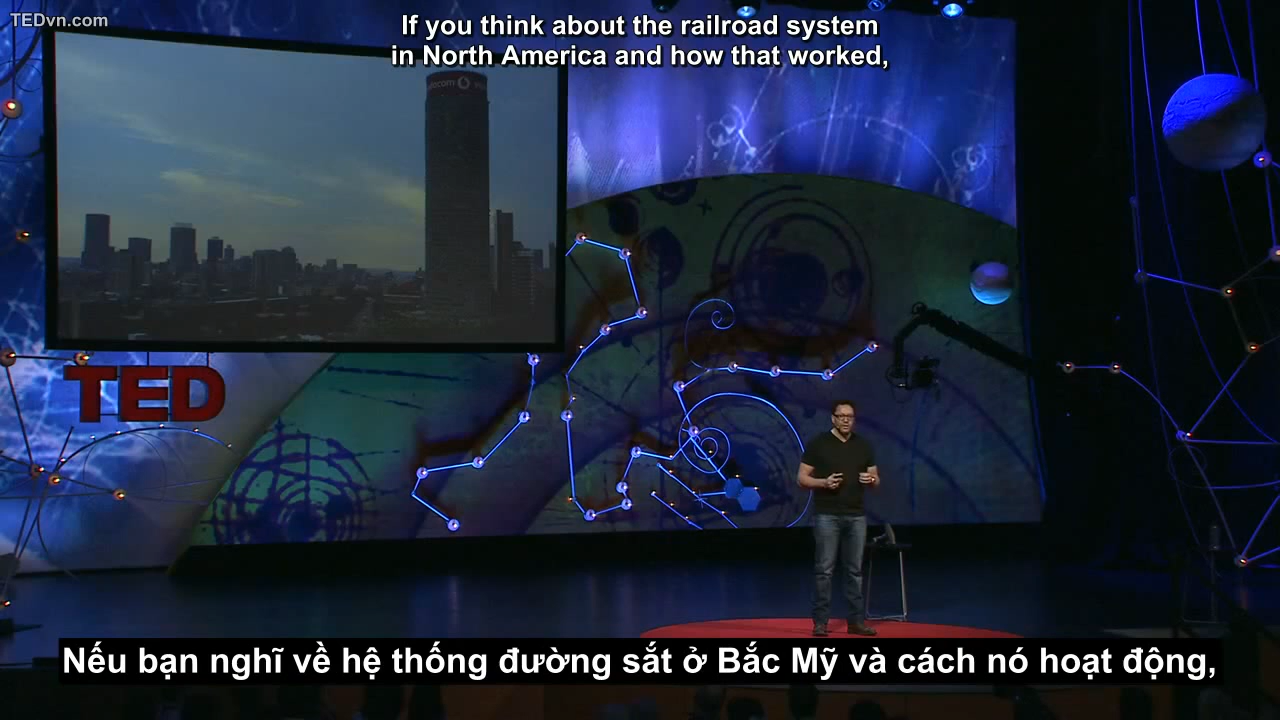 TEDvn.com
If you think about the railroad system
in North America and how that worked,
TED
Nếu bạn nghĩ về hệ thống đường sắt ở Bắc Mỹ và cách nó hoạt động,